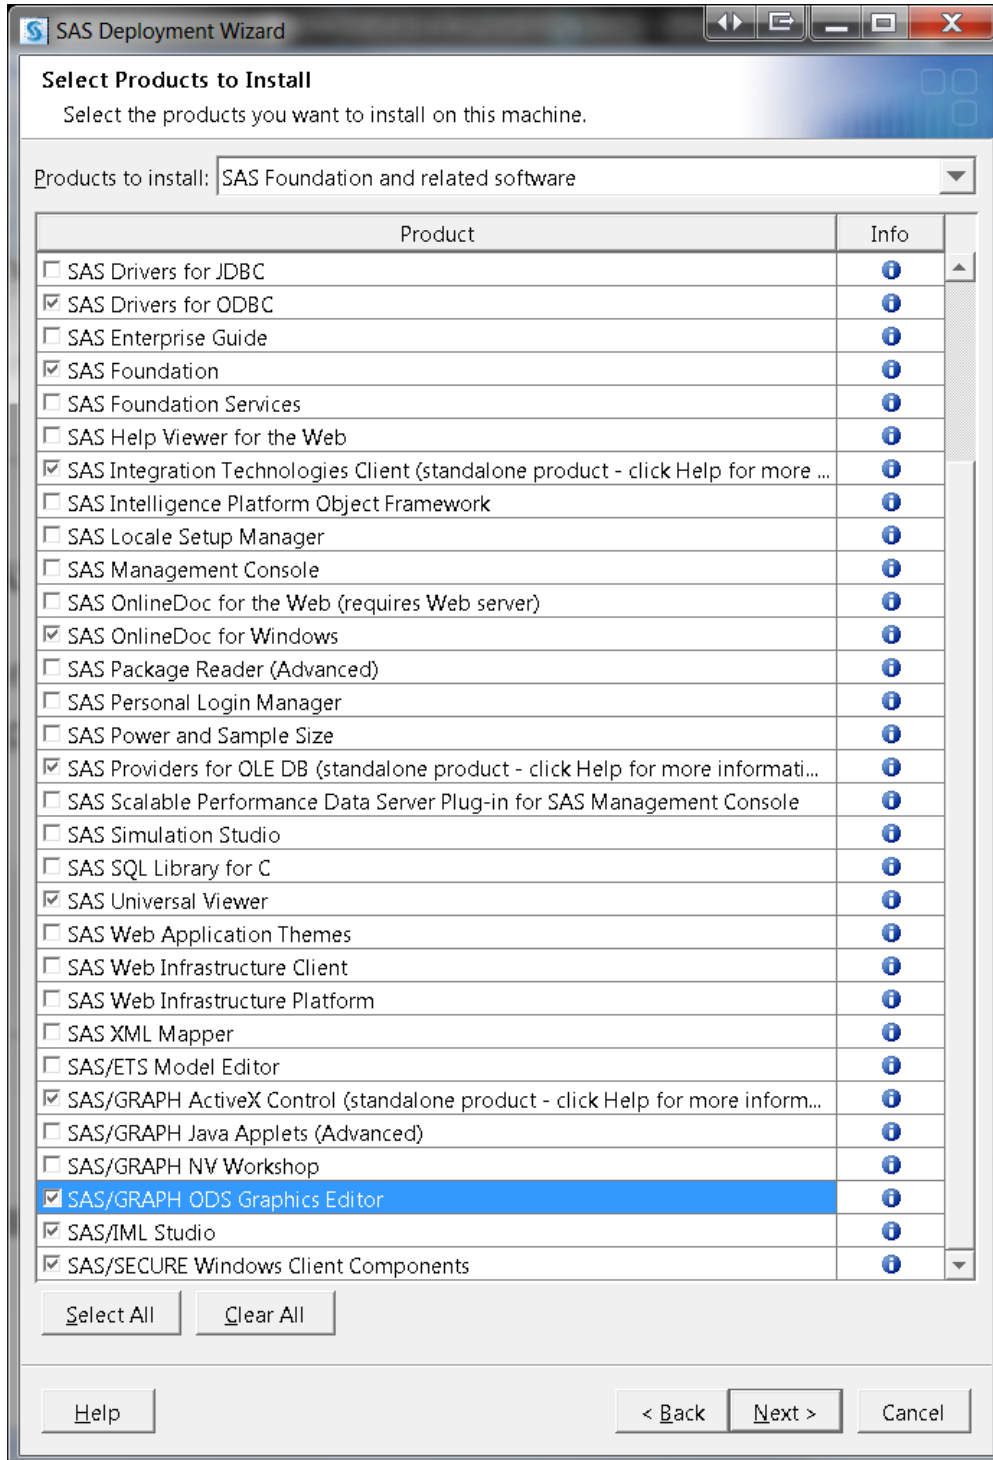 SAS Deployment Wizard
Select Products to Install
Select the products you want to install on this machine.
Products to install: SAS Foundation and related software
Product Info
SAS Drivers for JDBC
SAS Drivers for ODBC
SAS Enterprise Guide
SAS Foundation
SAS Foundation Services
SAS Help Viewer for the Web
SAS Integration Technologies Client (standalone product - click Help for more ...
SAS Intelligence Platform Object Framework
SAS Locale Setup Manager
SAS Management Console
SAS OnlineDoc for the Web (requires Web server)
SAS OnlineDoc for Windows
SAS Package Reader (Advanced)
SAS Personal Login Manager
SAS Power and Sample Size
SAS Providers for OLE DB (standalone product - click Help for more informati...
SAS Scalable Performance Data Server Plug-in for SAS Management Console
SAS Simulation Studio
SAS SQL Library for C
SAS Universal Viewer
SAS Web Application Themes
SAS Web Infrastructure Client
SAS Web Infrastructure Platform
SAS XML Mapper
SAS/ETS Model Editor
SAS/GRAPH ActiveX Control (standalone product - click Help for more inform...
SAS/GRAPH Java Applets (Advanced)
SAS/GRAPH NV Workshop
SAS/GRAPH ODS Graphics Editor
SAS/IML Studio
SAS/SECURE Windows Client Components
Select All Clear All
Help < Back Next > Cancel